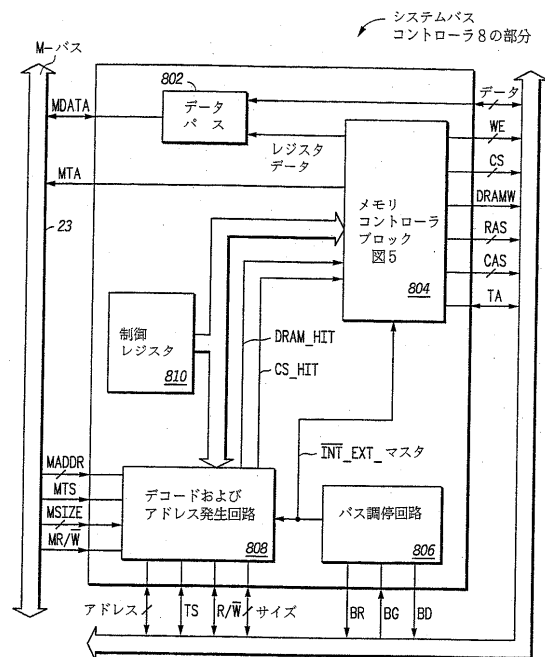 システムバス
コントローラ8の部分
M-バス
802
データ
パス
データ
MDATA
WE
レジスタ
データ
CS
MTA
DRAMW
メモリ
コントローラ
ブロック
図5
RAS
CAS
23
804
TA
制御
レジスタ
810
DRAM_HIT
CS_HIT
INT_EXT_マスタ
MADDR
MTS
MSIZE
MR/W
デコードおよび
アドレス発生回路
808
バス調停回路
806
アドレス
TS
R/W
サイズ
BR
BG
BD